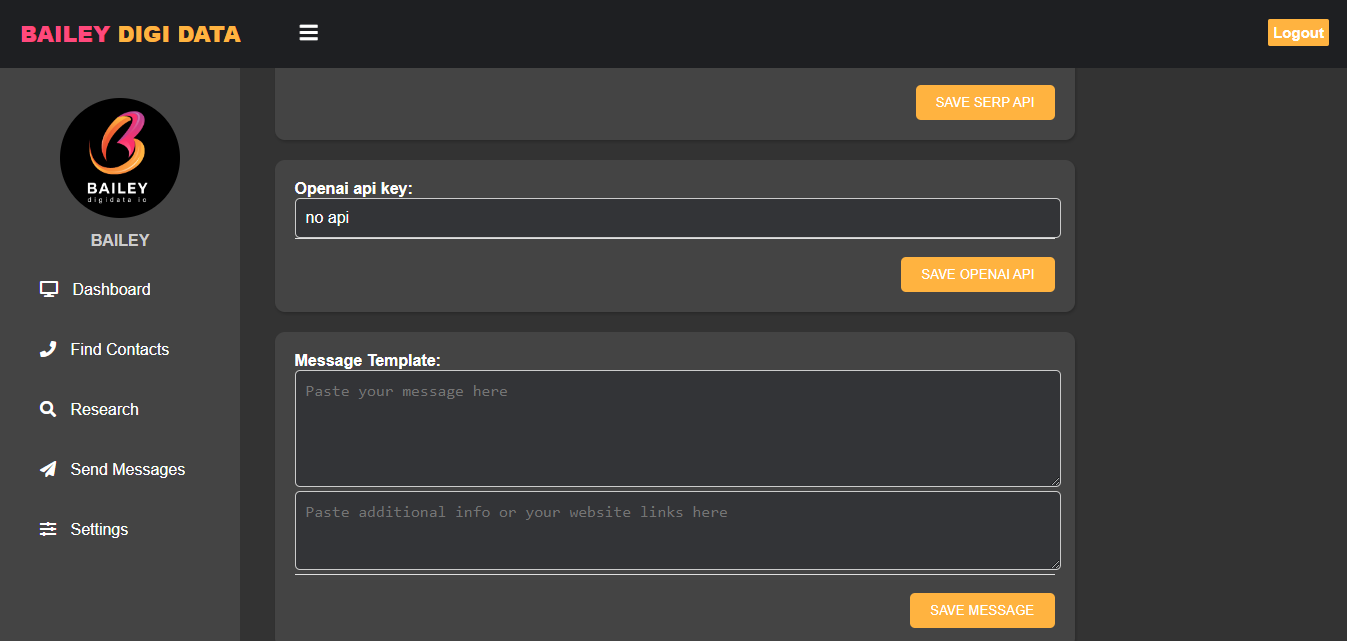 BAILEY DIGI DATA
Logout
BAILEY
digidata io
BAILEY
Dashboard
Find Contacts
Research
Send Messages
Settings
SAVE SERP API
Openai api key:
no api
SAVE OPENAI API
Message Template:
Paste your message here
Paste additional info or your website links here
SAVE MESSAGE